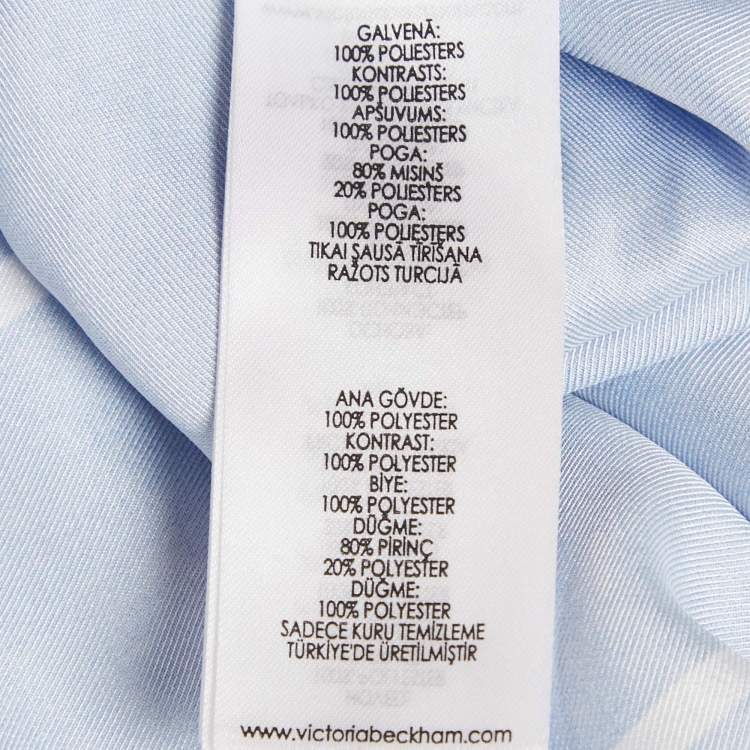 GALVENĀ:
100% POLIESTERS
KONTRASTS:
100% POLIESTERS
APŠUVUMS:
100% POLIESTERS
POGA:
80% MISIŅŠ
20% POLIESTERS
POGA:
100% POLIESTERS
TIKAI ŞAUSĀ TĪRĪŠANA
RAŽOTS TURCIJĀ
ANA GÖVDE:
100% POLYESTER
KONTRAST:
100% POLYESTER
BİYE:
100% POLYESTER
DÜĞME:
80% PİRİNÇ
20% POLYESTER
DÜĞME:
100% POLYESTER
SADECE KURU TEMİZLEME
TÜRKİYE'DE ÜRETİLMİŞTİR
www.victoriabeckham.com